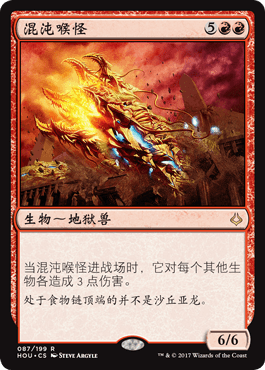 混沌喉怪 5
生物～地狱兽
当混沌喉怪进战场时，它对每个其他生
物各造成 3 点伤害。
处于食物链顶端的并不是沙丘亚龙。
6/6
087/199 R
HOU • CS STEVE ARGYLE
™ & © 2017 Wizards of the Coast